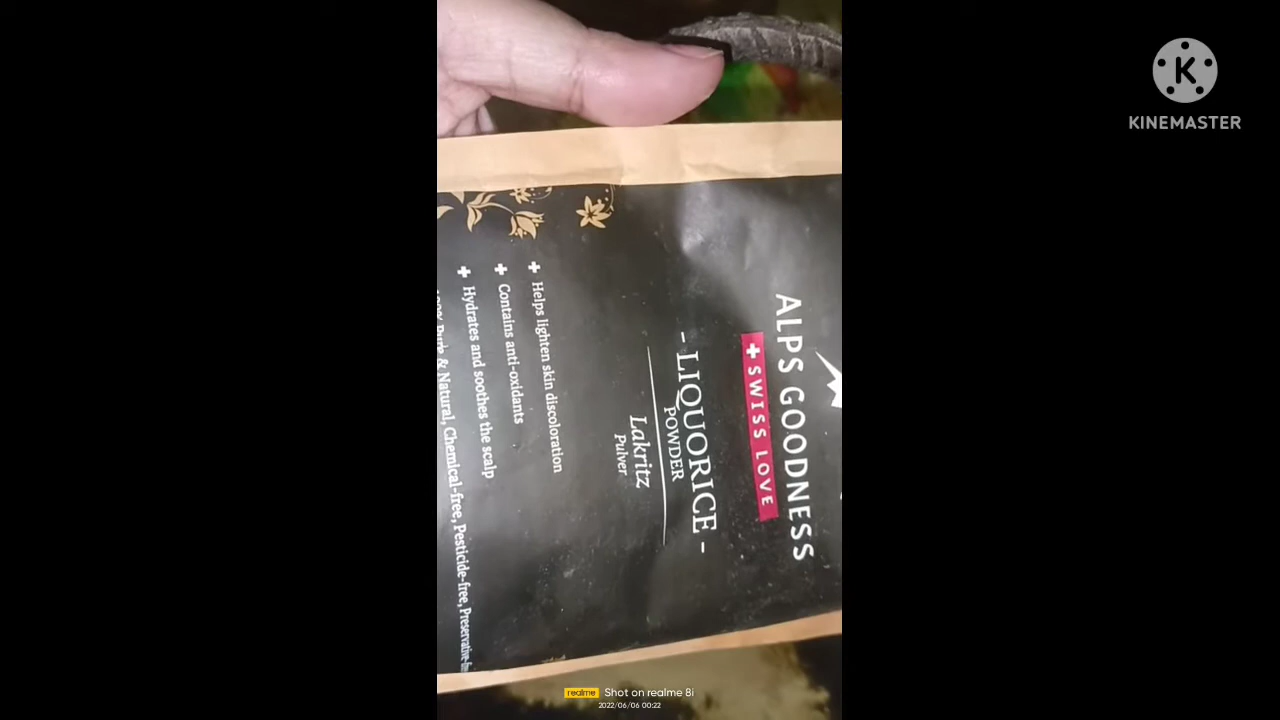 ALPS GOODNESS
+ SWISS LOVE
- LIQUORICE -
POWDER
Lakritz
Pulver
+ Helps lighten skin discoloration
+ Contains anti-oxidants
+ Hydrates and soothes the scalp
100% Pure & Natural, Chemical-free, Pesticide-free,
K
KINEMASTER
realme Shot on realme 8i
2022/06/06 00:22